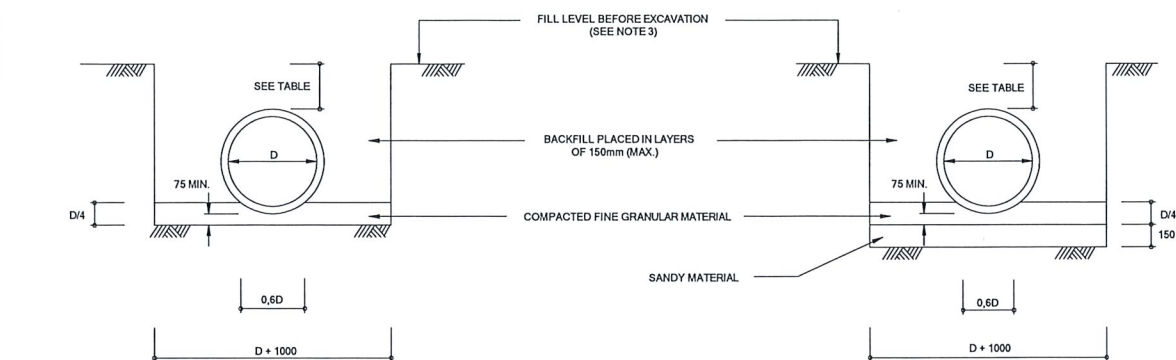 FILL LEVEL BEFORE EXCAVATION
(SEE NOTE 3)
SEE TABLE
SEE TABLE
BACKFILL PLACED IN LAYERS
OF 150mm (MAX.)
D
D
75 MIN.
75 MIN.
D/4
COMPACTED FINE GRANULAR MATERIAL
D/4
150
SANDY MATERIAL
0,6D
0,6D
D + 1000
D + 1000